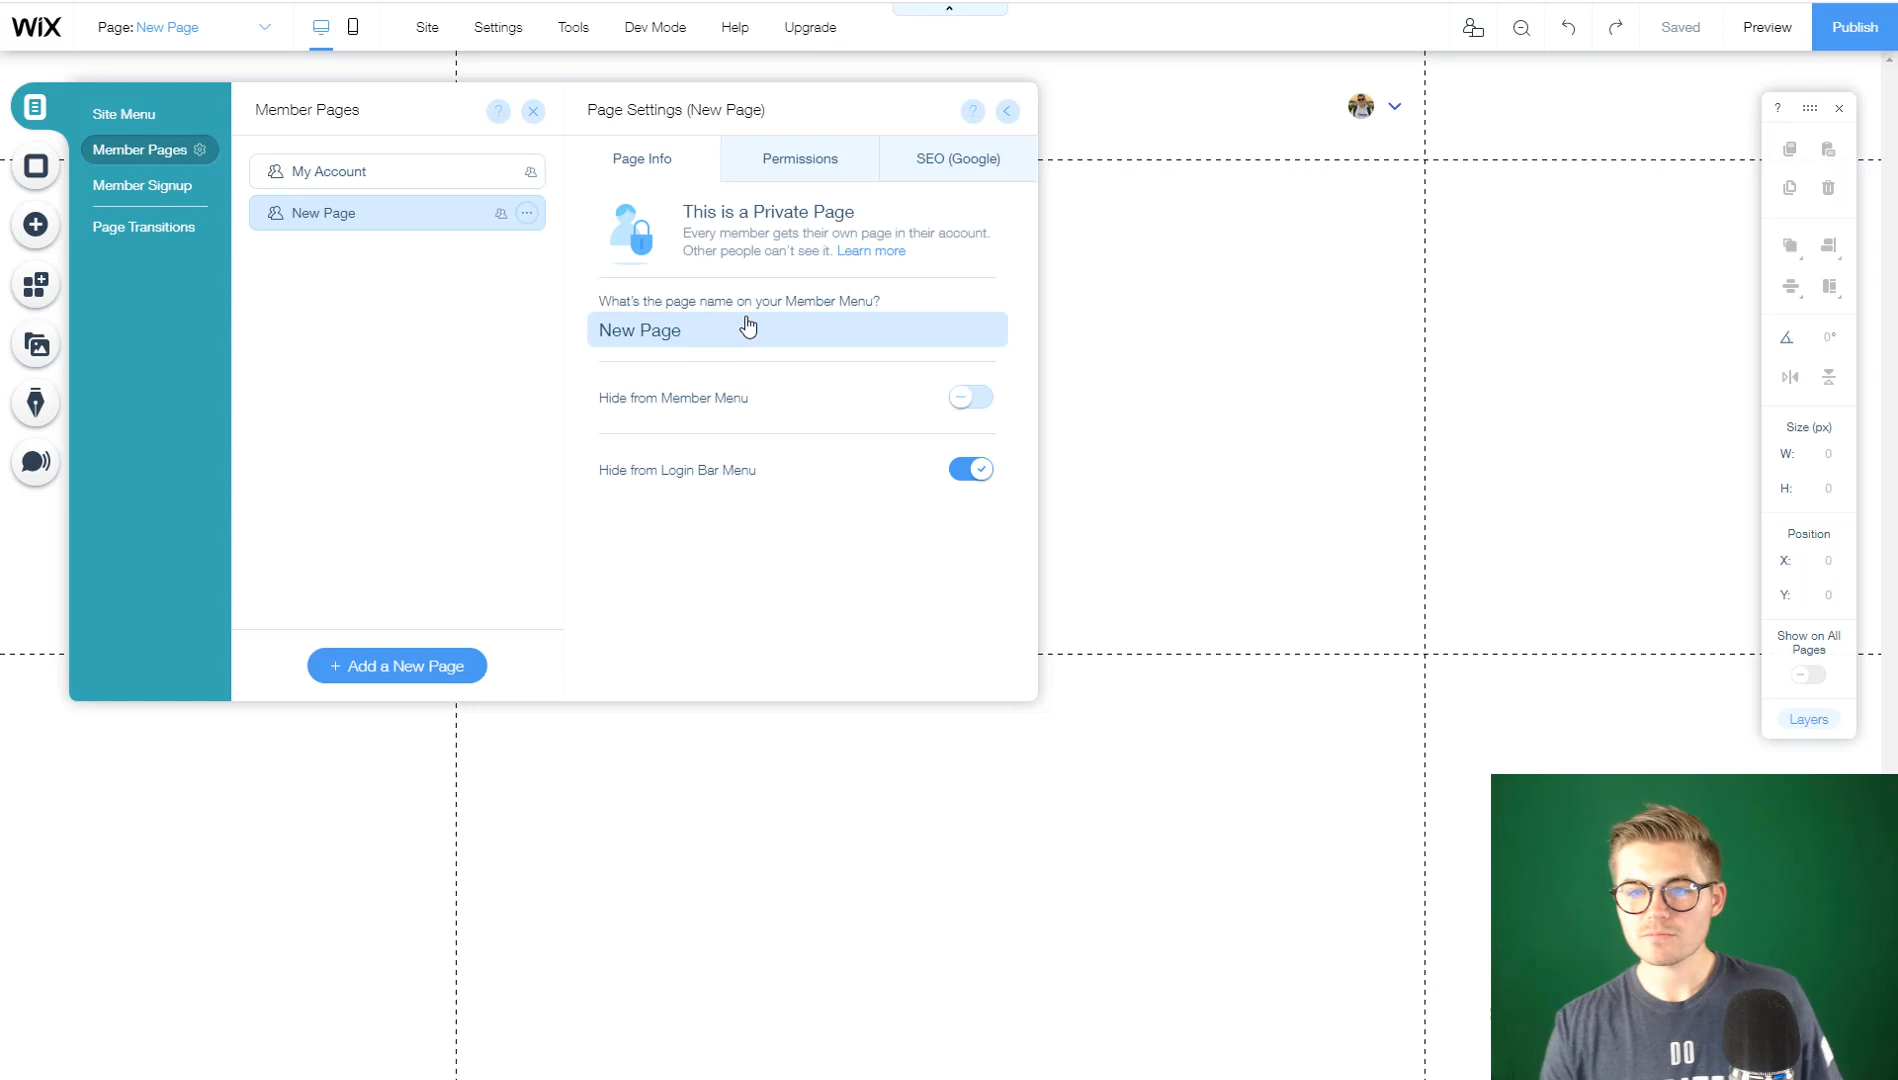 WiX
Page: New Page
Site
Settings
Tools
Dev Mode
Help
Upgrade
Saved
Preview
Publish
Site Menu
Member Pages
Member Signup
Page Transitions
Member Pages
?
My Account
New Page
+ Add a New Page
Page Settings (New Page)
?
Page Info
Permissions
SEO (Google)
This is a Private Page
Every member gets their own page in their account.
Other people can't see it. Learn more
What's the page name on your Member Menu?
New Page
Hide from Member Menu
Hide from Login Bar Menu
?
0°
Size (px)
W: 0
H: 0
Position
X: 0
Y: 0
Show on All
Pages
Layers
DO